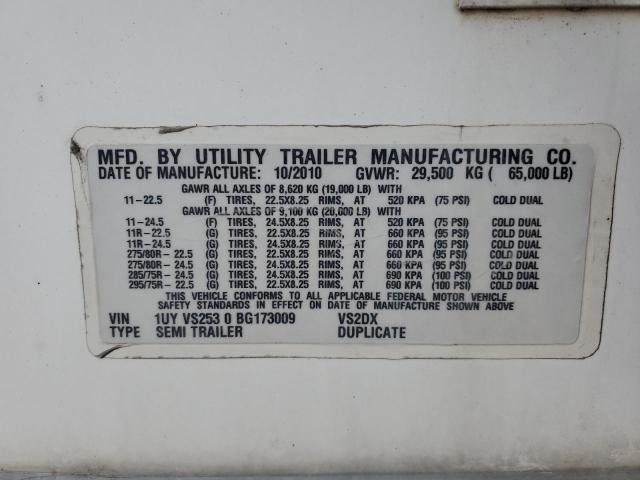 MFD. BY UTILITY TRAILER MANUFACTURING CO.
DATE OF MANUFACTURE: 10/2010 GVWR: 29,500 KG ( 65,000 LB)
GAWR ALL AXLES OF 8,620 KG (19,000 LB) WITH
11-22.5 (F) TIRES, 22.5X8.25 RIMS, AT 520 KPA (75 PSI) COLD DUAL
GAWR ALL AXLES OF 9,100 KG (20,000 LB) WITH
11-24.5 (F) TIRES, 24.5X8.25 RIMS, AT 520 KPA (75 PSI) COLD DUAL
11R-22.5 (G) TIRES, 22.5X8.25 RIMS, AT 660 KPA (95 PSI) COLD DUAL
11R-24.5 (G) TIRES, 24.5X8.25 RIMS, AT 660 KPA (95 PSI) COLD DUAL
275/80R-22.5 (G) TIRES, 22.5X8.25 RIMS, AT 660 KPA (95 PSI) COLD DUAL
275/80R-24.5 (G) TIRES, 24.5X8.25 RIMS, AT 660 KPA (95 PSI) COLD DUAL
285/75R-24.5 (G) TIRES, 24.5X8.25 RIMS, AT 690 KPA (100 PSI) COLD DUAL
295/75R-22.5 (G) TIRES, 22.5X8.25 RIMS, AT 690 KPA (100 PSI) COLD DUAL
THIS VEHICLE CONFORMS TO ALL APPLICABLE FEDERAL MOTOR VEHICLE
SAFETY STANDARDS IN EFFECT ON DATE OF MANUFACTURE SHOWN ABOVE
VIN 1UY VS253 0 BG173009 VS2DX
TYPE SEMI TRAILER DUPLICATE